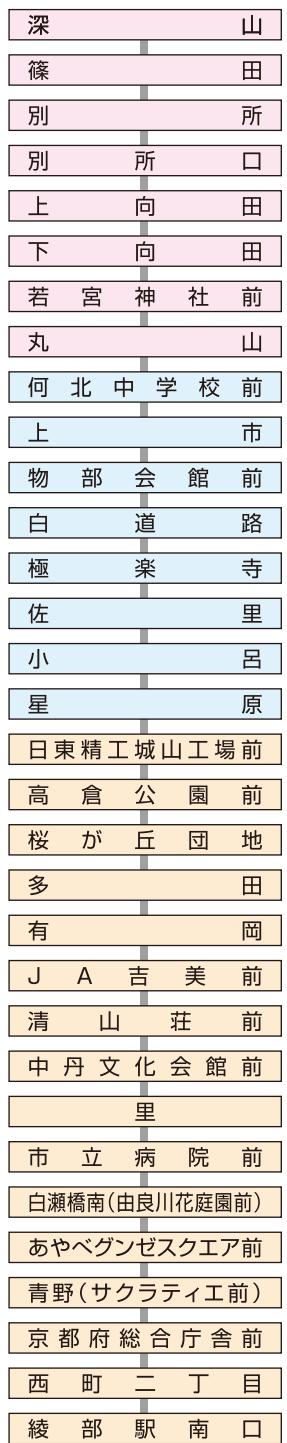 深山
篠田
別所
別所口
上向田
下向田
若宮神社前
丸山
何北中学校前
上市
物部会館前
白道路
極楽寺
佐里
小呂
星原
日東精工城山工場前
高倉公園前
桜が丘団地
多田
有岡
JA吉美前
清山荘前
中丹文化会館前
里
市立病院前
白瀬橋南(由良川花庭園前)
あやべグンゼスクエア前
青野(サクラティエ前)
京都府総合庁舎前
西町二丁目
綾部駅南口